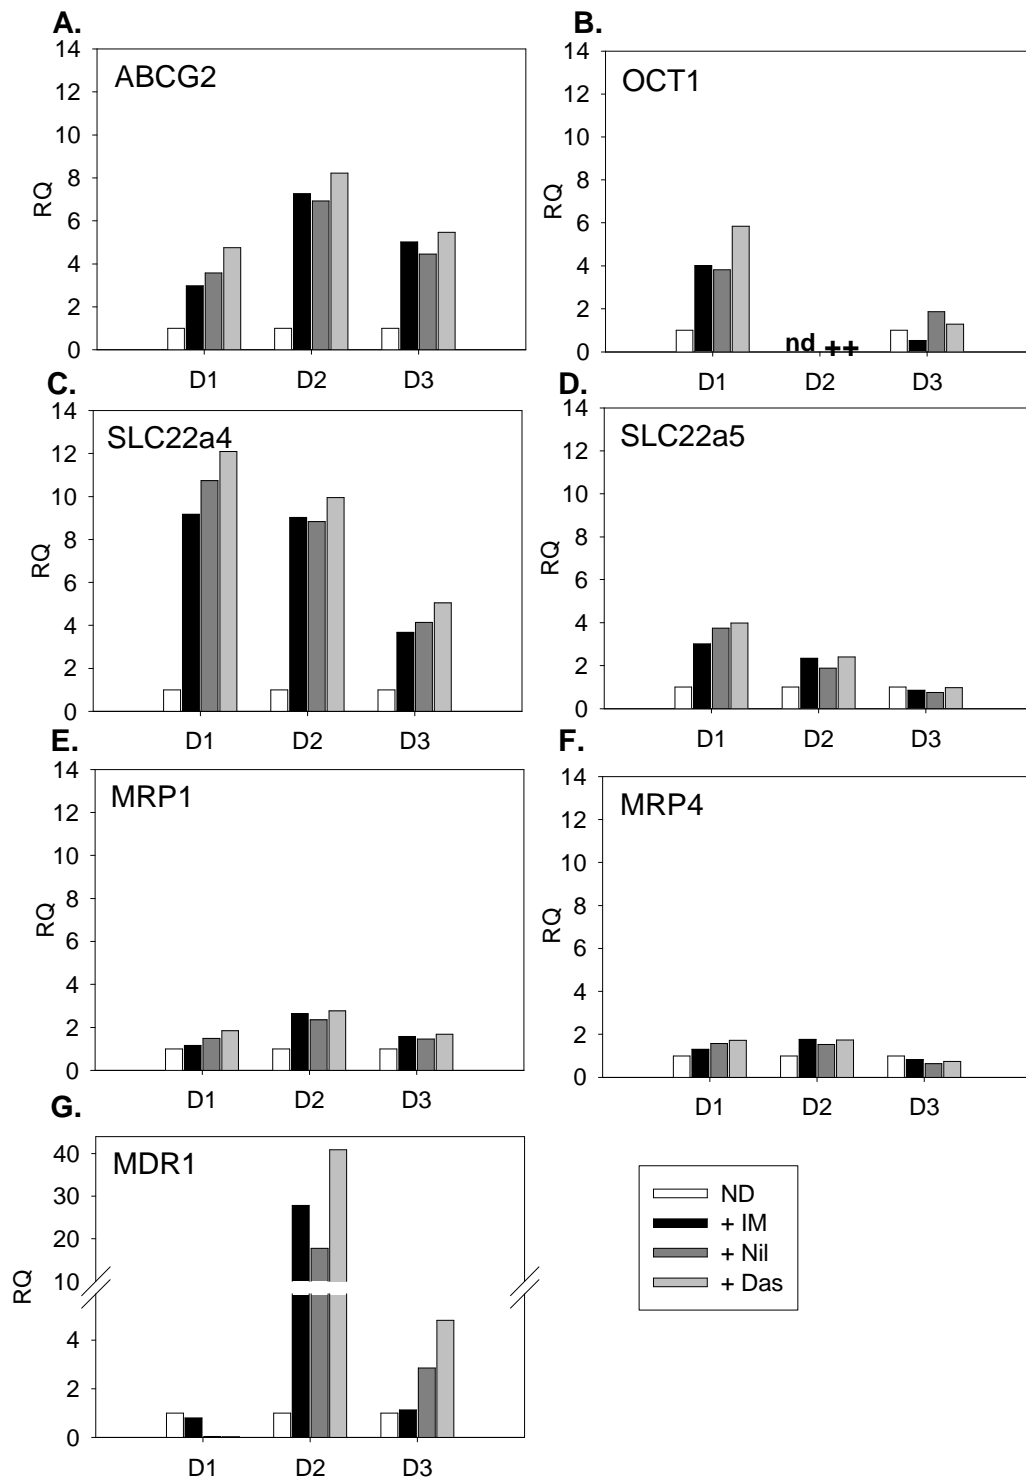 A.
ABCG2
14
12
10
8
6
4
2
0
RQ
D1 D2 D3
B.
OCT1
14
12
10
8
6
4
2
0
RQ
nd ++
D1 D2 D3
C.
SLC22a4
14
12
10
8
6
4
2
0
RQ
D1 D2 D3
D.
SLC22a5
14
12
10
8
6
4
2
0
RQ
D1 D2 D3
E.
MRP1
14
12
10
8
6
4
2
0
RQ
D1 D2 D3
F.
MRP4
14
12
10
8
6
4
2
0
RQ
D1 D2 D3
G.
MDR1
40
30
20
10
4
2
0
RQ
D1 D2 D3
ND
+ IM
+ Nil
+ Das